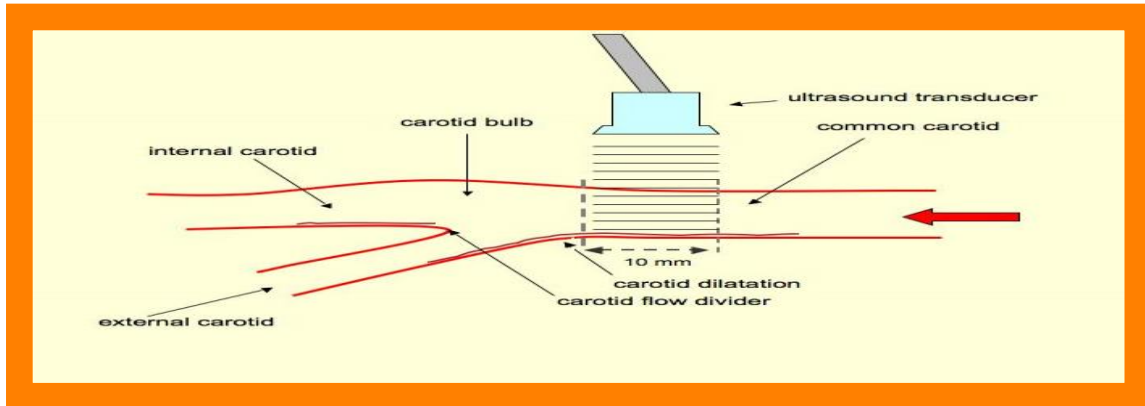 ultrasound transducer
carotid bulb
common carotid
internal carotid
10 mm
carotid dilatation
carotid flow divider
external carotid